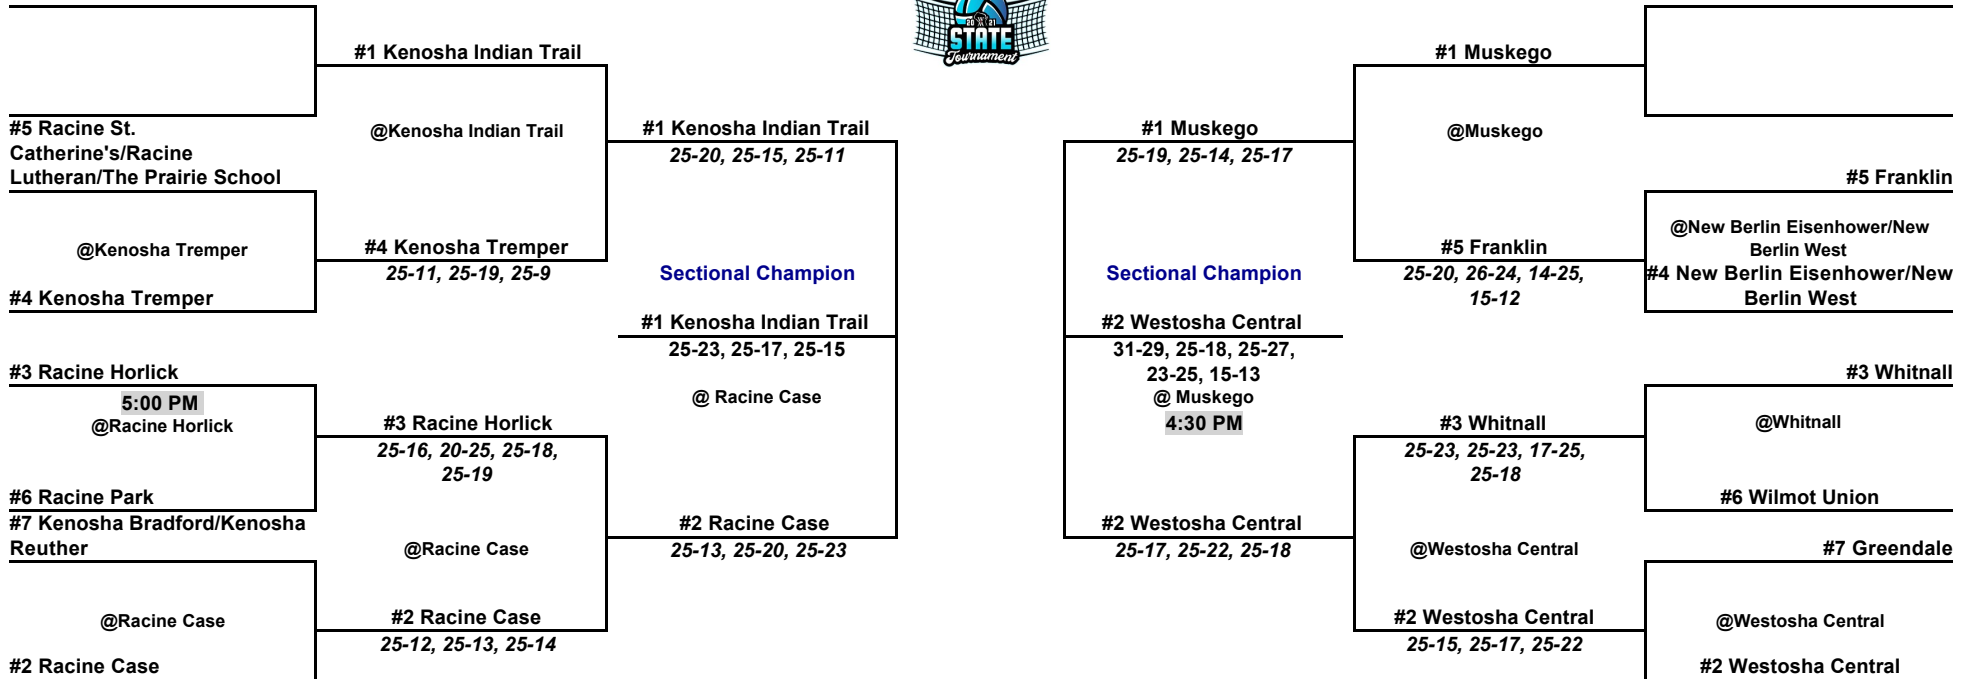 20 21
STATE
Tournament
#1 Kenosha Indian Trail
#5 Racine St.
Catherine's/Racine
Lutheran/The Prairie School
@Kenosha Indian Trail
#1 Kenosha Indian Trail
25-20, 25-15, 25-11
@Kenosha Tremper
#4 Kenosha Tremper
#4 Kenosha Tremper
25-11, 25-19, 25-9
Sectional Champion
#1 Kenosha Indian Trail
25-23, 25-17, 25-15
@ Racine Case
#3 Racine Horlick
5:00 PM
@Racine Horlick
#6 Racine Park
#3 Racine Horlick
25-16, 20-25, 25-18,
25-19
#7 Kenosha Bradford/Kenosha
Reuther
@Racine Case
#2 Racine Case
25-13, 25-20, 25-23
@Racine Case
#2 Racine Case
#2 Racine Case
25-12, 25-13, 25-14
#1 Muskego
#1 Muskego
25-19, 25-14, 25-17
@Muskego
#5 Franklin
@New Berlin Eisenhower/New
Berlin West
#4 New Berlin Eisenhower/New
Berlin West
#5 Franklin
25-20, 26-24, 14-25,
15-12
Sectional Champion
#2 Westosha Central
31-29, 25-18, 25-27,
23-25, 15-13
@ Muskego
4:30 PM
#3 Whitnall
@Whitnall
#6 Wilmot Union
#3 Whitnall
25-23, 25-23, 17-25,
25-18
#2 Westosha Central
25-17, 25-22, 25-18
@Westosha Central
#7 Greendale
@Westosha Central
#2 Westosha Central
#2 Westosha Central
25-15, 25-17, 25-22